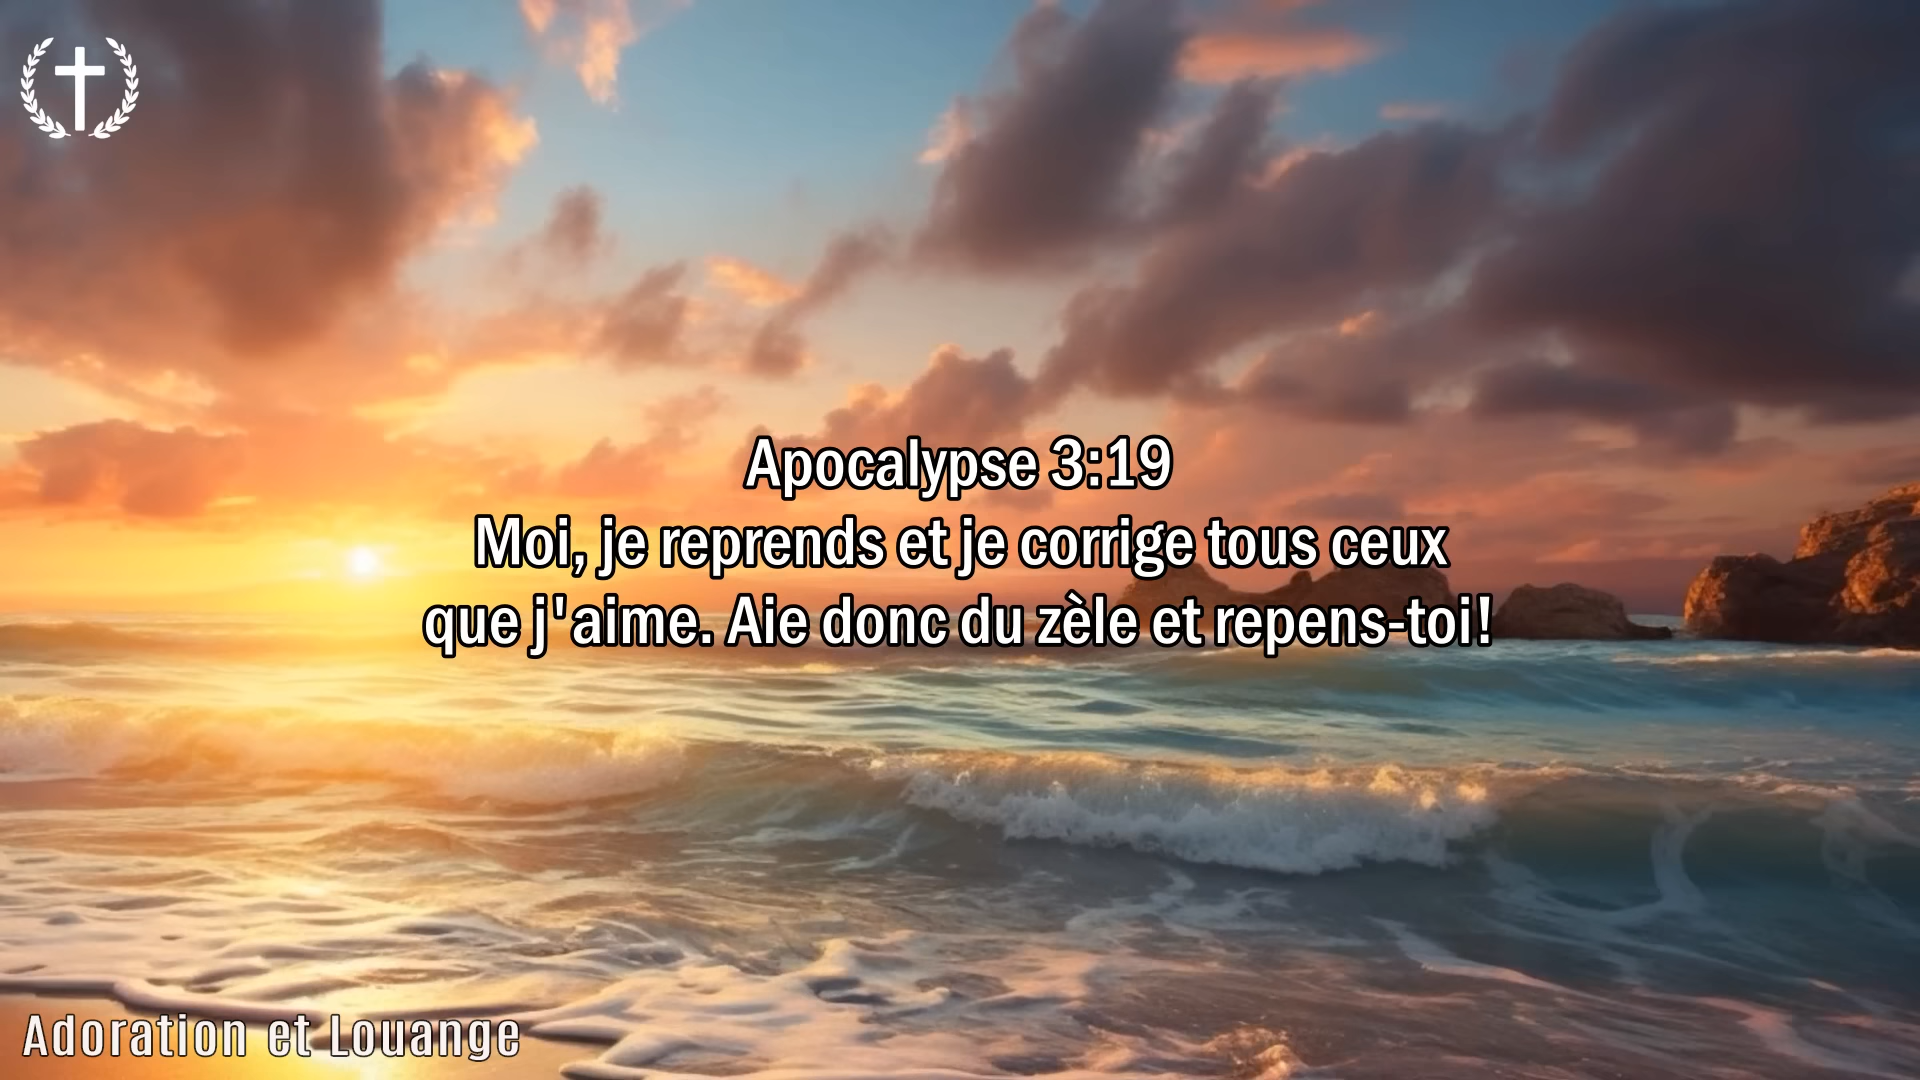 Apocalypse 3:19
Moi, je reprends et je corrige tous ceux
que j'aime. Aie donc du zèle et repens-toi!
Adoration et Louange